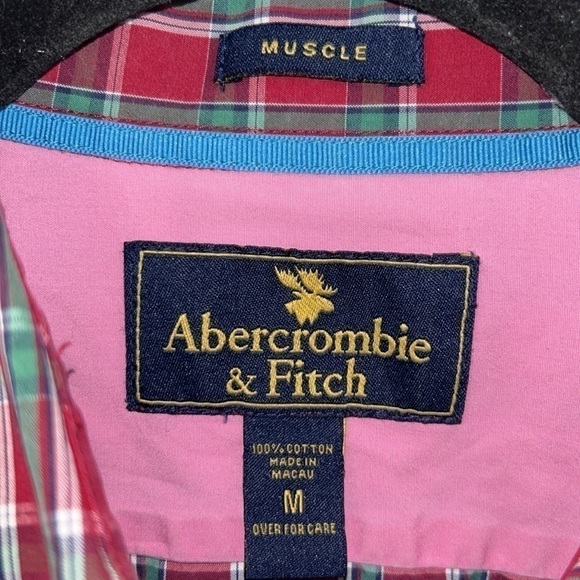 MUSCLE
Abercrombie
& Fitch
100% COTTON
MADE IN
MACAU
M
OVER FOR CARE